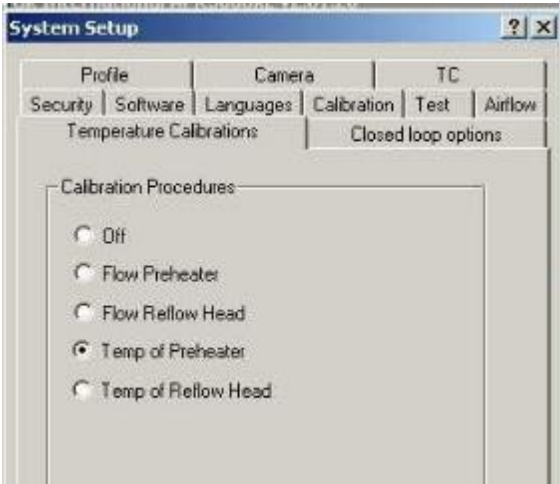 System Setup
Profile Camera TC
Security Software Languages Calibration Test Airflow
Temperature Calibrations Closed loop options
Calibration Procedures
Off
Flow Preheater
Flow Reflow Head
Temp of Preheater
Temp of Reflow Head